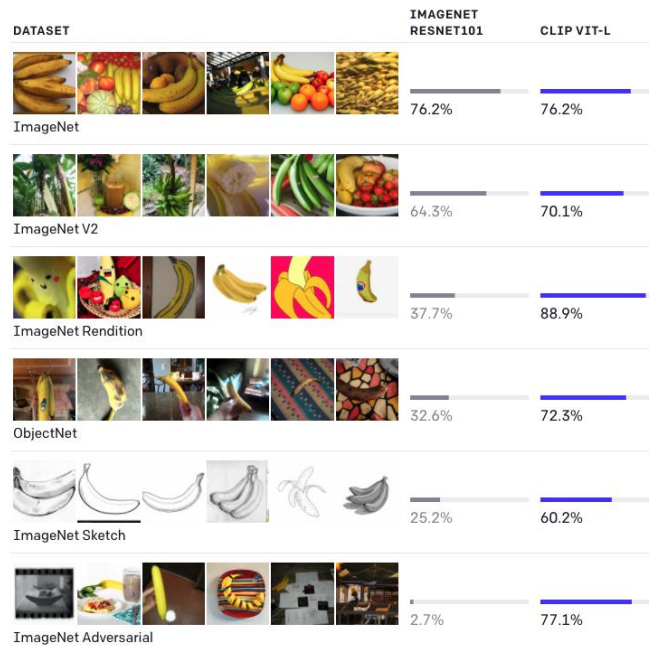 DATASET
IMAGENET
RESNET101
CLIP VIT-L
ImageNet
76.2%
76.2%
ImageNet V2
64.3%
70.1%
ImageNet Rendition
37.7%
88.9%
ObjectNet
32.6%
72.3%
ImageNet Sketch
25.2%
60.2%
ImageNet Adversarial
2.7%
77.1%